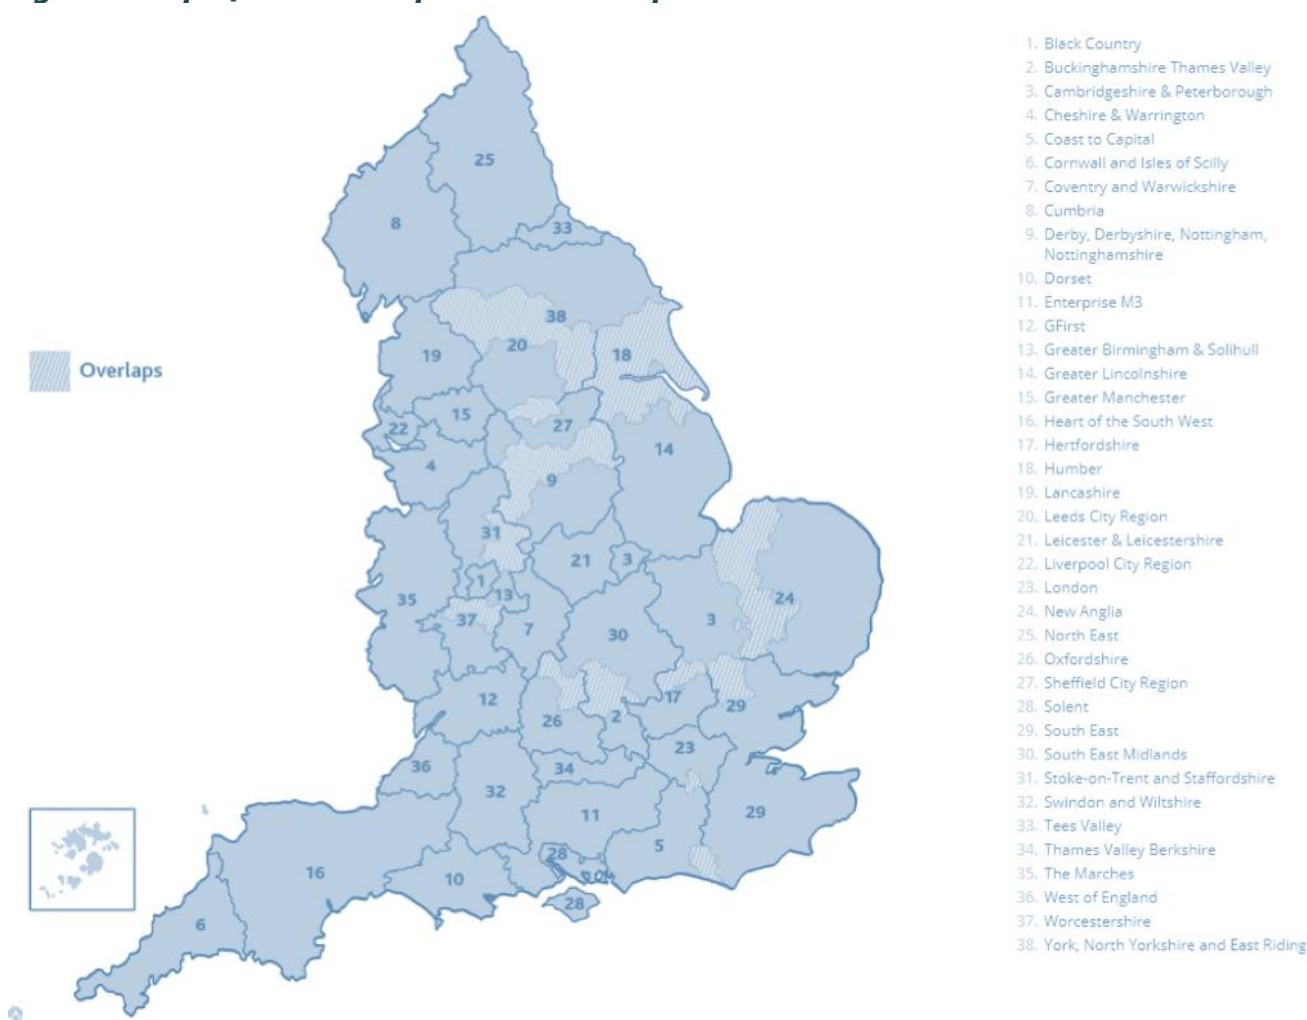 25
8
33
38
20
18
19
Overlaps
15
22
27
14
4
9
31
21
3
1
13
24
35
37
7
3
30
12
26
2
17
29
23
36
34
32
11
29
5
28
16
10
28
6
1. Black Country
2. Buckinghamshire Thames Valley
3. Cambridgeshire & Peterborough
4. Cheshire & Warrington
5. Coast to Capital
6. Cornwall and Isles of Scilly
7. Coventry and Warwickshire
8. Cumbria
9. Derby, Derbyshire, Nottingham,
Nottinghamshire
10. Dorset
11. Enterprise M3
12. GFirst
13. Greater Birmingham & Solihull
14. Greater Lincolnshire
15. Greater Manchester
16. Heart of the South West
17. Hertfordshire
18. Humber
19. Lancashire
20. Leeds City Region
21. Leicester & Leicestershire
22. Liverpool City Region
23. London
24. New Anglia
25. North East
26. Oxfordshire
27. Sheffield City Region
28. Solent
29. South East
30. South East Midlands
31. Stoke-on-Trent and Staffordshire
32. Swindon and Wiltshire
33. Tees Valley
34. Thames Valley Berkshire
35. The Marches
36. West of England
37. Worcestershire
38. York, North Yorkshire and East Riding